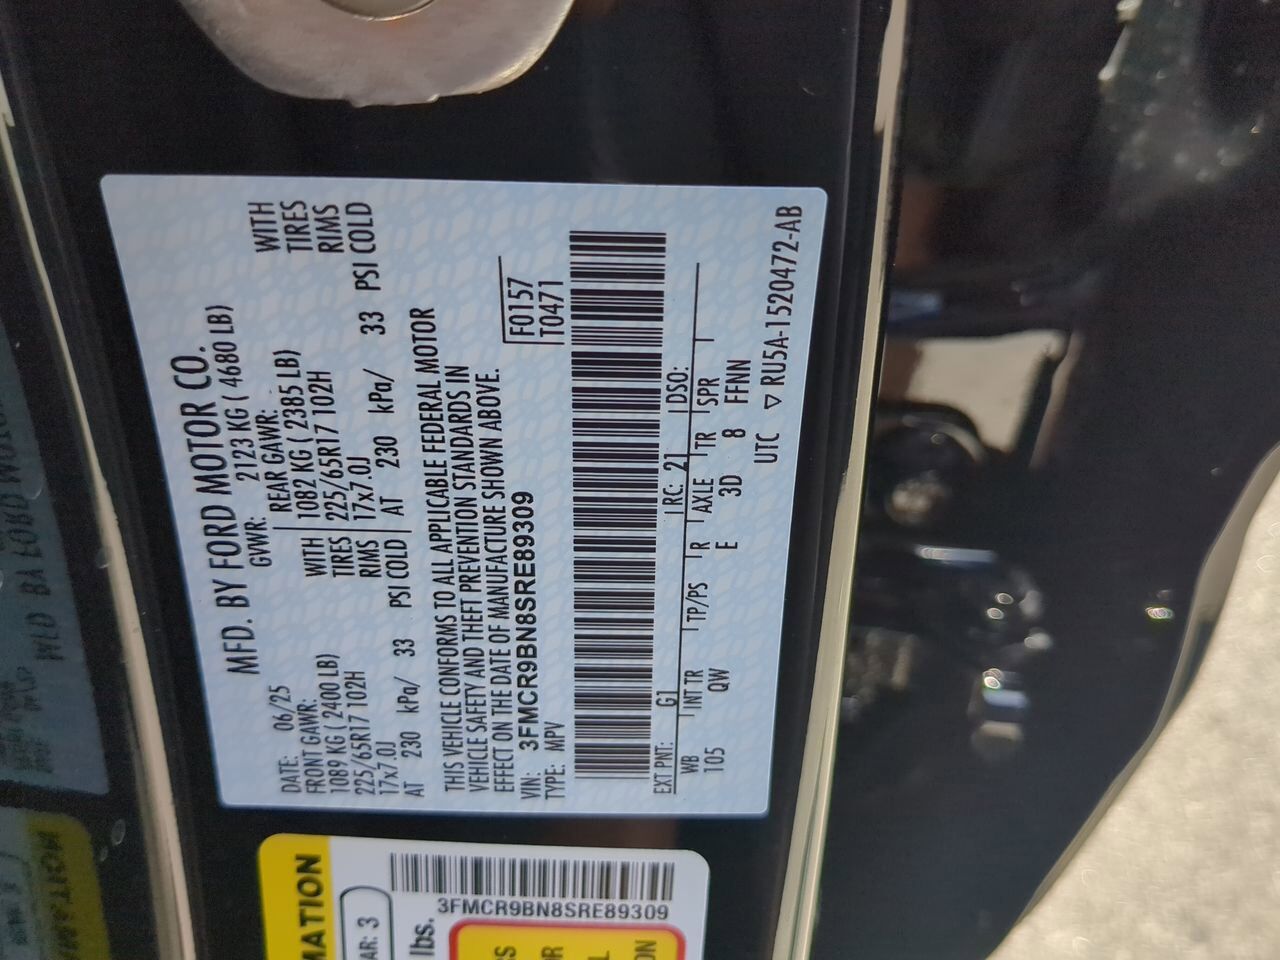 MFD. BY FORD MOTOR CO.
DATE: 06/25 GVWR: 2123 KG ( 4680 LB)
FRONT GAWR: REAR GAWR:
1089 KG ( 2400 LB) WITH 1082 KG ( 2385 LB) WITH
225/65R17 102H TIRES 225/65R17 102H TIRES
17x7.0J RIMS 17x7.0J RIMS
AT 230 kPa/ 33 PSI COLD AT 230 kPa/ 33 PSI COLD
THIS VEHICLE CONFORMS TO ALL APPLICABLE FEDERAL MOTOR
VEHICLE SAFETY AND THEFT PREVENTION STANDARDS IN
EFFECT ON THE DATE OF MANUFACTURE SHOWN ABOVE.
VIN: 3FMCR9BN8SRE89309 F0157
TYPE: MPV T0471
EXT PNT: G1 RC: 21 DSO:
WB INT TR TP/PS R AXLE TR SPR
105 QW E 3D 8 FFNN
UTC ▽ RU5A-1520472-AB
MATION
AR: 3
3FMCR9BN8SRE89309
lbs.
RS
OR
L
ON